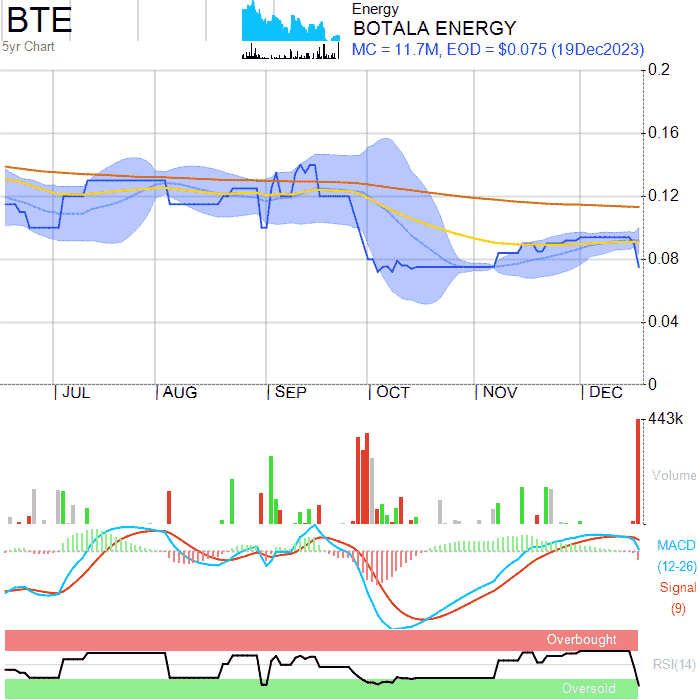 BTE
5yr Chart
Energy
BOTALA ENERGY
MC = 11.7M, EOD = $0.075 (19Dec2023)
0.2
0.16
0.12
0.08
0.04
0
JUL AUG SEP OCT NOV DEC
443k
Volume
MACD
(12-26)
Signal
(9)
Overbought
RSI(14)
Oversold